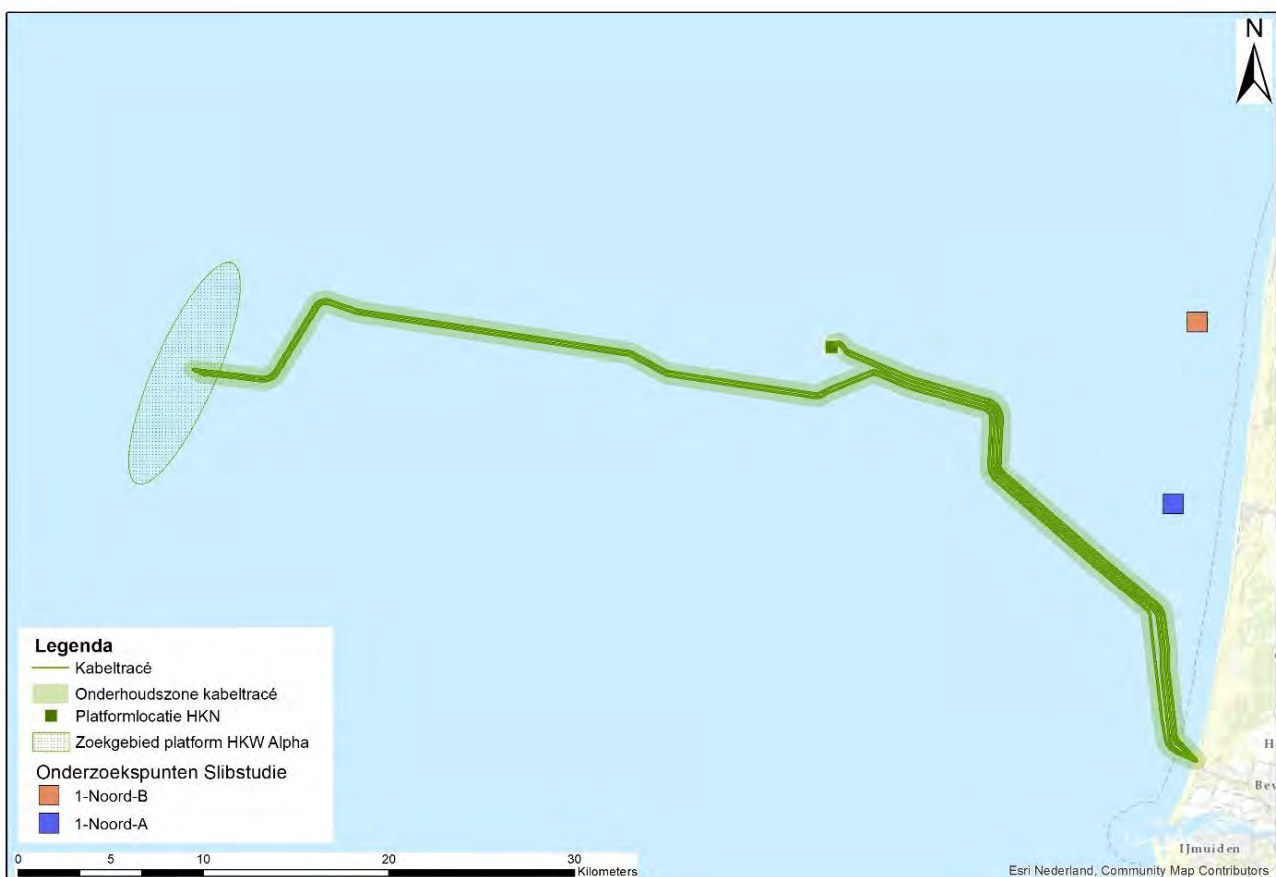 N
Legenda
Kabeltracé
Onderhoudszone kabeltracé
Platformlocatie HKN
Zoekgebied platform HKW Alpha
Onderzoekspunten Slibstudie
1-Noord-B
1-Noord-A
0 5 10 20 30
Kilometers
H
Bev
IJmuiden
Esri Nederland, Community Map Contributors